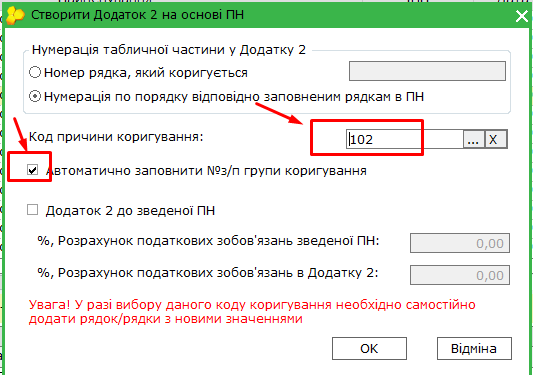 Створити Додаток 2 на основі ПН
Нумерація табличної частини у Додатку 2
Номер рядка, який коригується
Нумерація по порядку відповідно заповненим рядкам в ПН
Код причини коригування: 102 ... X
Автоматично заповнити №з/п групи коригування
Додаток 2 до зведеної ПН
%, Розрахунок податкових зобов'язань зведеної ПН: 0,00
%, Розрахунок податкових зобов'язань в Додатку 2: 0,00
Увага! У разі вибору даного коду коригування необхідно самостійно
додати рядок/рядки з новими значеннями
OK Відміна